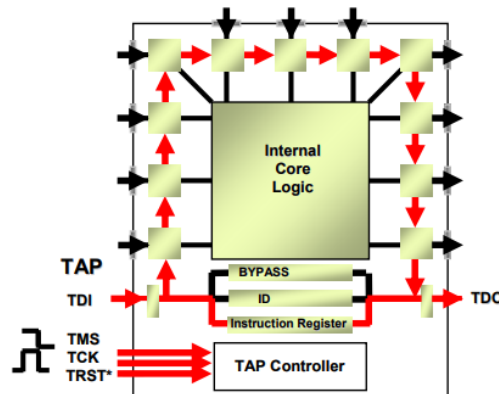 Internal
Core
Logic
TAP
BYPASS
TDI
ID
TDO
Instruction Register
TMS
TCK
TRST*
TAP Controller